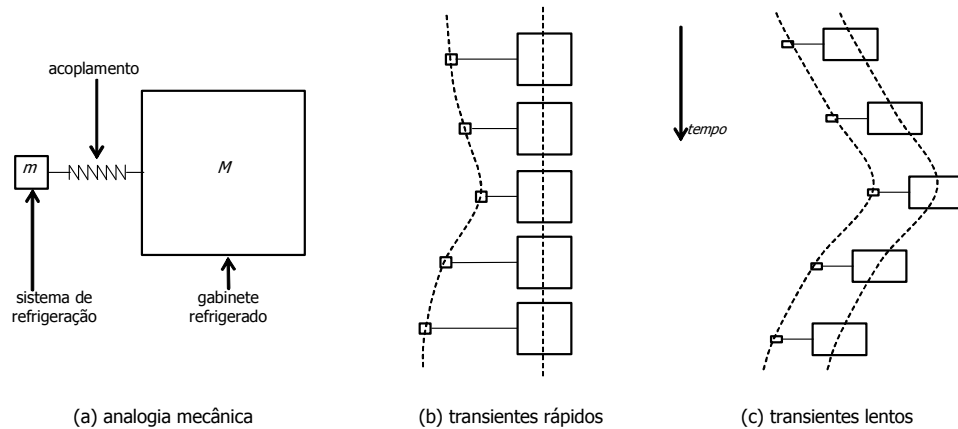 acoplamento
m
M
sistema de
refrigeração
gabinete
refrigerado
tempo
(a) analogia mecânica
(b) transientes rápidos
(c) transientes lentos